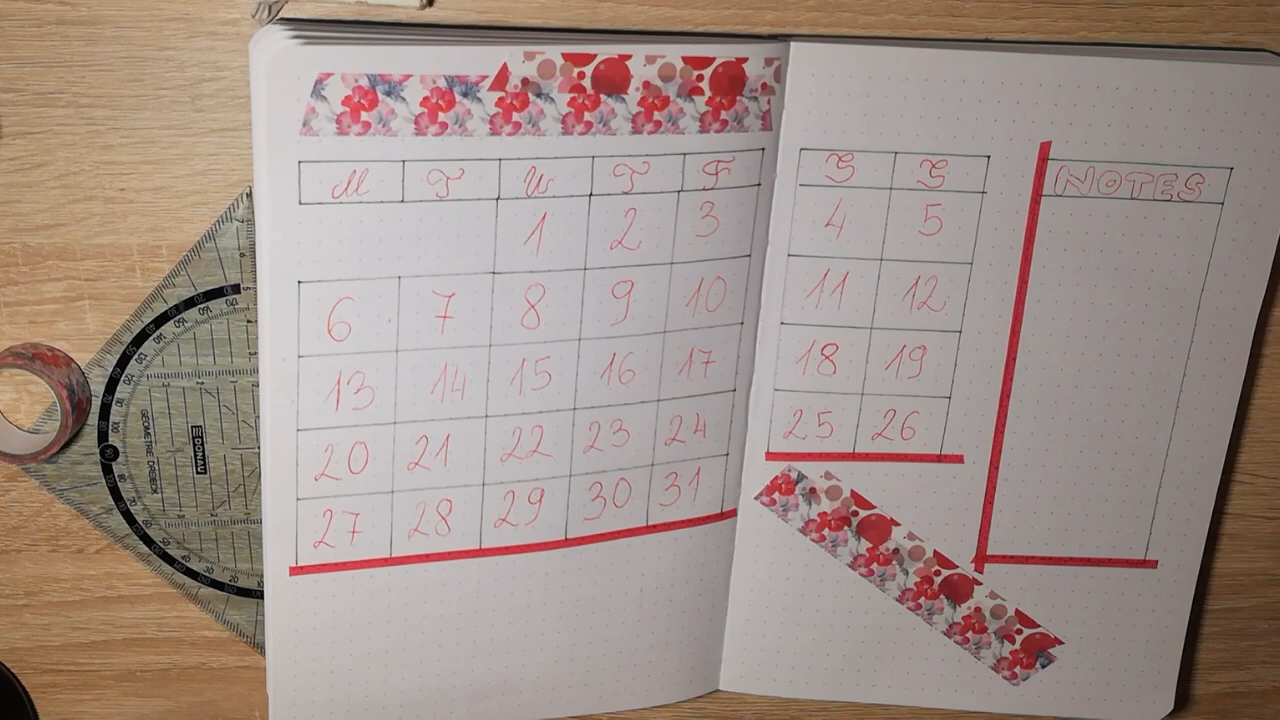 M T W T F S S
1 2 3 4 5
6 7 8 9 10 11 12
13 14 15 16 17 18 19
20 21 22 23 24 25 26
27 28 29 30 31
NOTES
DONAU
GEOMETRIE DREIECK